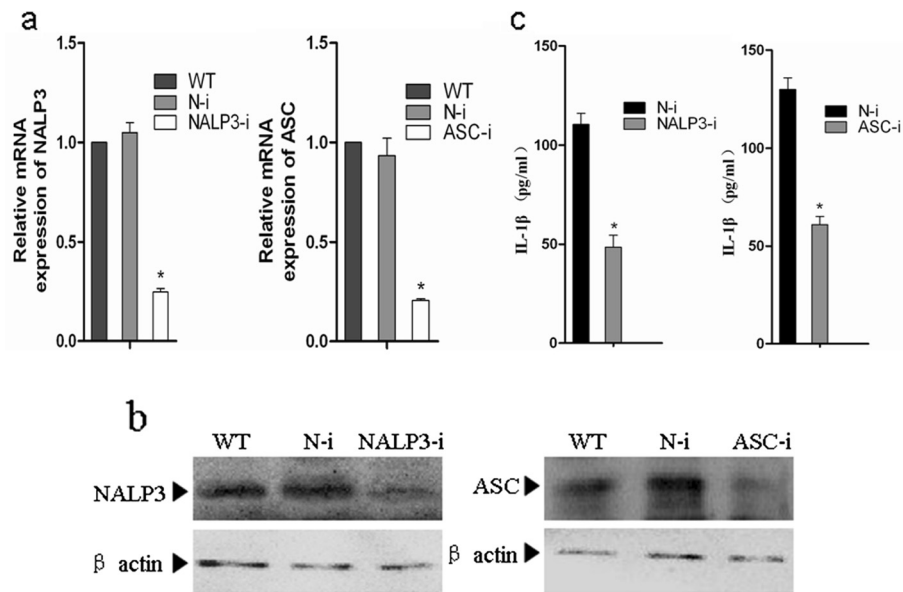 a
Relative mRNA
expression of NALP3
1.5
1.0
0.5
0.0
WT
N-i
NALP3-i
*
Relative mRNA
expression of ASC
1.5
1.0
0.5
0.0
WT
N-i
ASC-i
*
c
IL-1β (pg/ml)
150
100
50
0
N-i
NALP3-i
*
IL-1β (pg/ml)
150
100
50
0
N-i
ASC-i
*
b
WT N-i NALP3-i
NALP3
β actin
WT N-i ASC-i
ASC
β actin